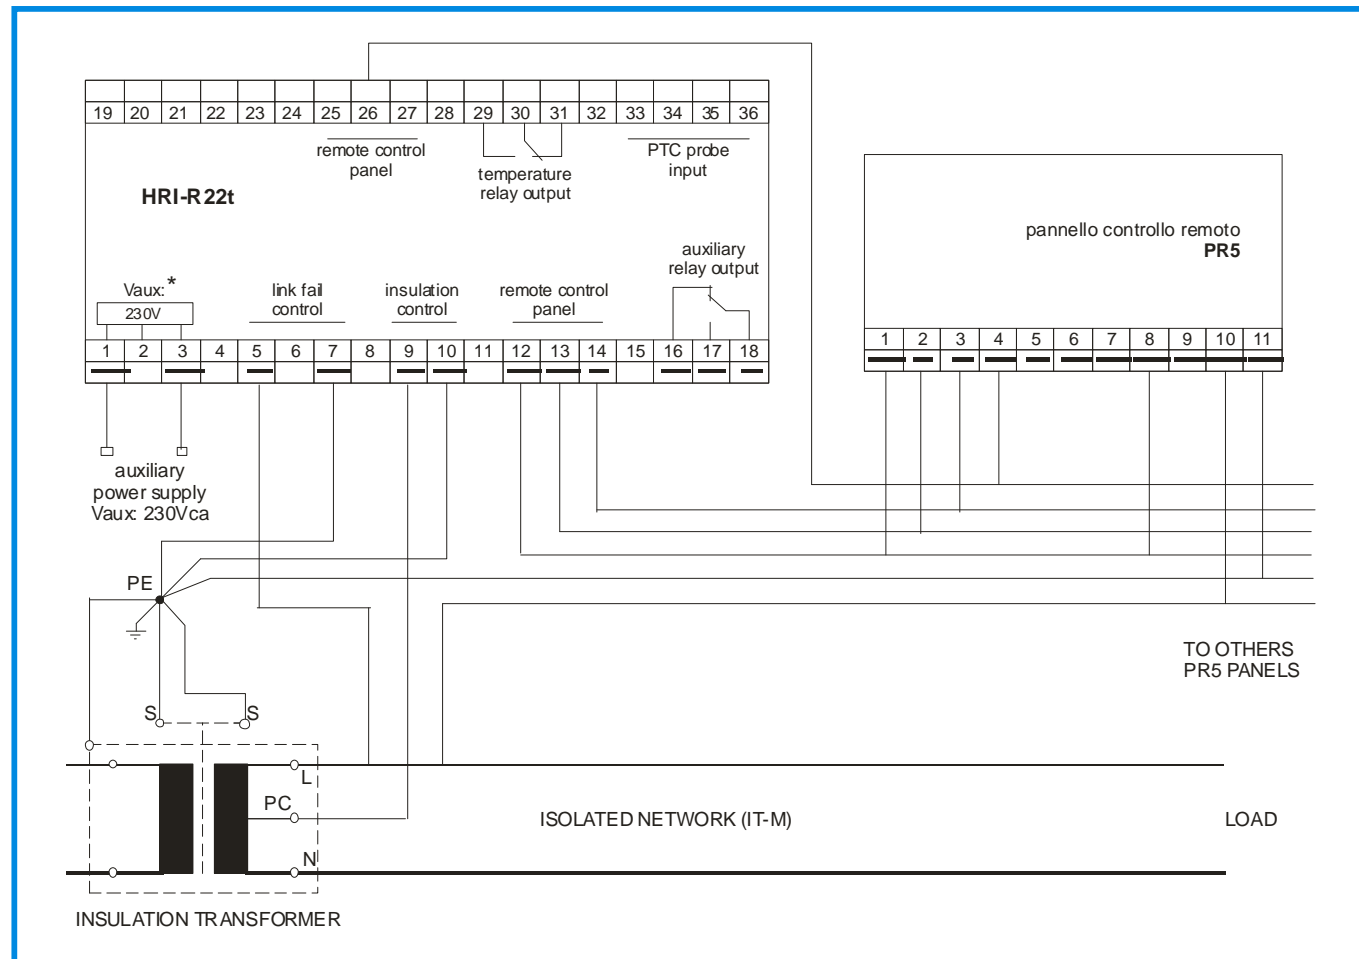 19 20 21 22 23 24 25 26 27 28 29 30 31 32 33 34 35 36
remote control
panel
temperature
relay output
PTC probe
input
HRI-R22t
auxiliary
relay output
Vaux:*
230V
link fail
control
insulation
control
remote control
panel
1 2 3 4 5 6 7 8 9 10 11 12 13 14 15 16 17 18
pannello controllo remoto
PR5
1 2 3 4 5 6 7 8 9 10 11
auxiliary
power supply
Vaux: 230Vca
PE
TO OTHERS
PR5 PANELS
S S
L
PC
N
ISOLATED NETWORK (IT-M)
LOAD
INSULATION TRANSFORMER